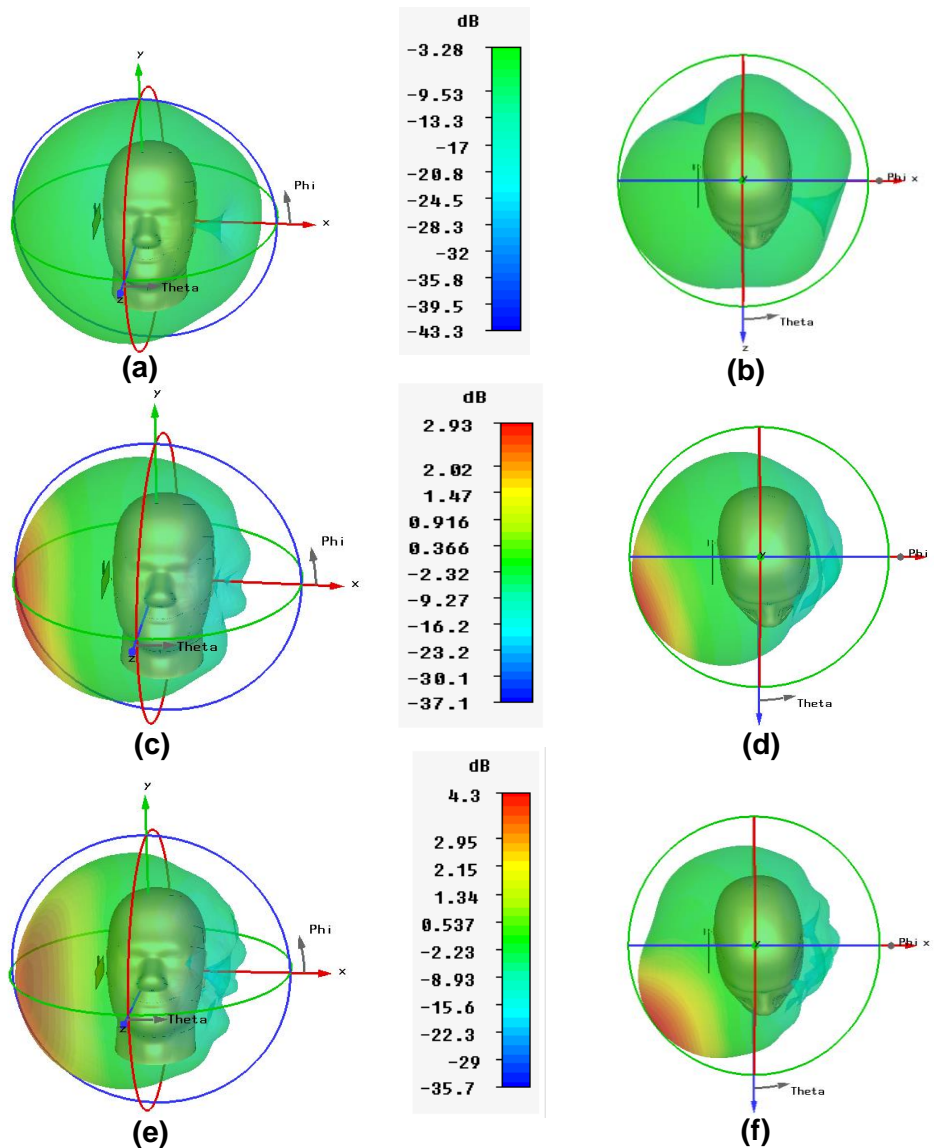 dB
-3.28
-9.53
-13.3
-17
-20.8
-24.5
-28.3
-32
-35.8
-39.5
-43.3
y
Phi
x
z
Theta
(a)
y
Phi x
Theta
z
(b)
dB
2.93
2.02
1.47
0.916
0.366
-2.32
-9.27
-16.2
-23.2
-30.1
-37.1
y
Phi
x
z
Theta
(c)
y
Phi
Theta
(d)
dB
4.3
2.95
2.15
1.34
0.537
-2.23
-8.93
-15.6
-22.3
-29
-35.7
y
Phi
x
z
Theta
(e)
y
Phi x
Theta
(f)